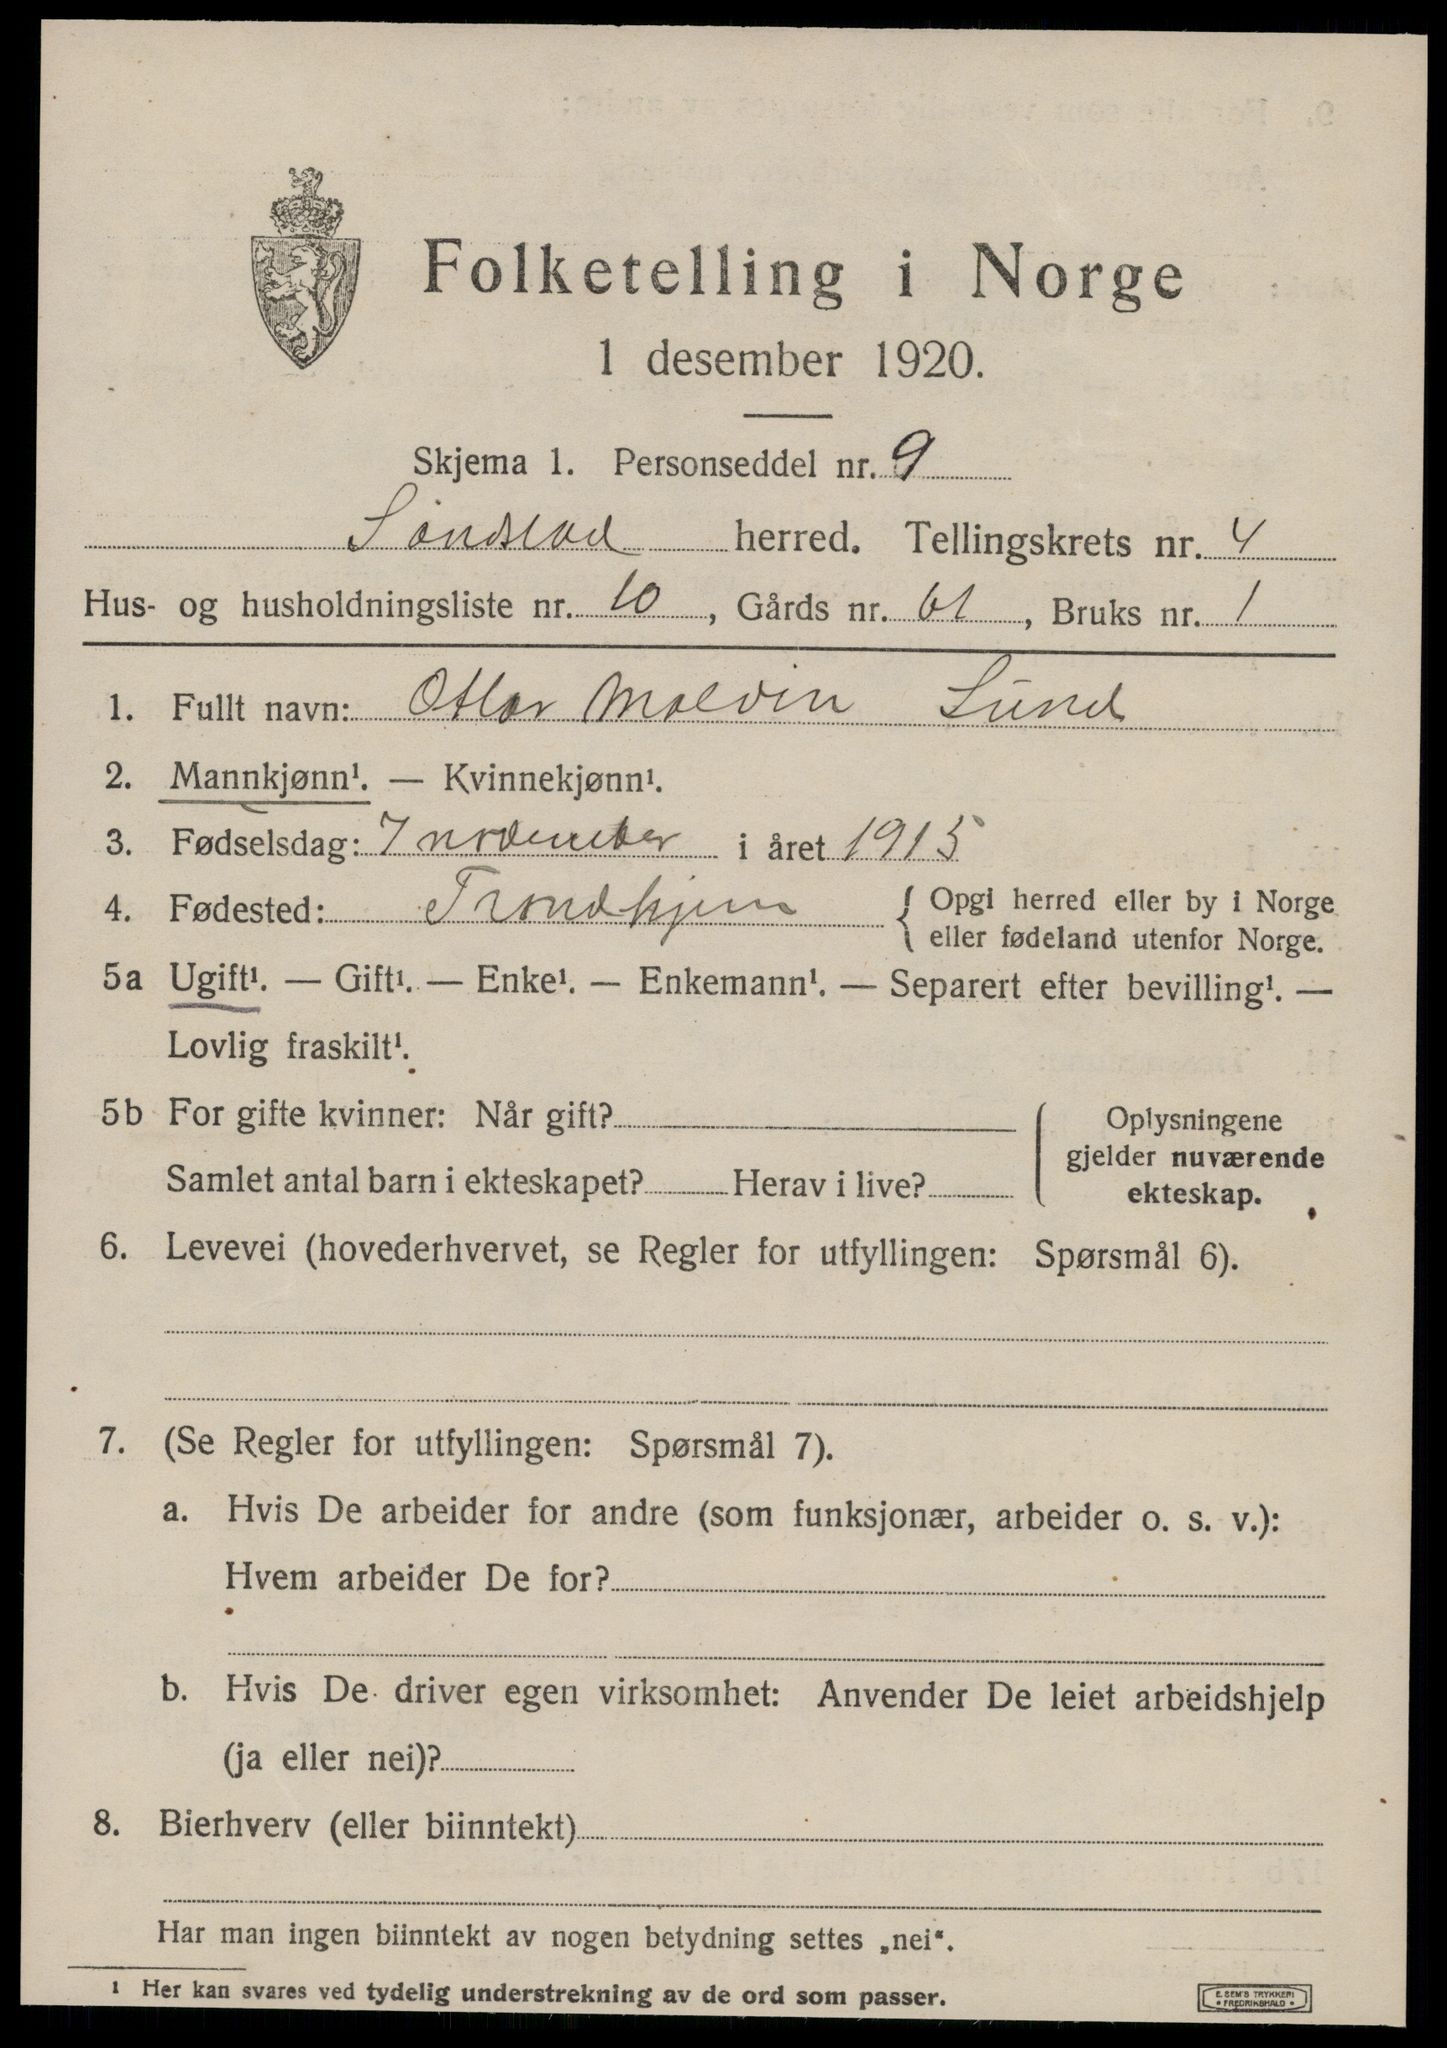 Folketelling i Norge
1 desember 1920.
Skjema 1. Personseddel nr. 9
Sandstad herred. Tellingskrets nr. 4
Hus- og husholdningsliste nr. 10, Gårds nr. 61, Bruks nr. 1
1. Fullt navn: Ottar Malvin Lund
2. Mannkjønn¹. — Kvinnekjønn¹.
3. Fødselsdag: 7 november i året 1915
4. Fødested: Trondhjem { Opgi herred eller by i Norge
eller fødeland utenfor Norge.
5a Ugift¹. — Gift¹. — Enke¹. — Enkemann¹. — Separert efter bevilling¹. —
Lovlig fraskilt¹.
5b For gifte kvinner: Når gift?
Samlet antal barn i ekteskapet? Herav i live?
Oplysningene
gjelder nuværende
ekteskap.
6. Levevei (hovederhvervet, se Regler for utfyllingen: Spørsmål 6).
7. (Se Regler for utfyllingen: Spørsmål 7).
a. Hvis De arbeider for andre (som funksjonær, arbeider o. s. v.):
Hvem arbeider De for?
b. Hvis De driver egen virksomhet: Anvender De leiet arbeidshjelp
(ja eller nei)?
8. Bierhverv (eller biinntekt)
Har man ingen biinntekt av nogen betydning settes „nei“.
1 Her kan svares ved tydelig understrekning av de ord som passer.
E. SEM'S TRYKKERI
• FREDRIKSHALD •